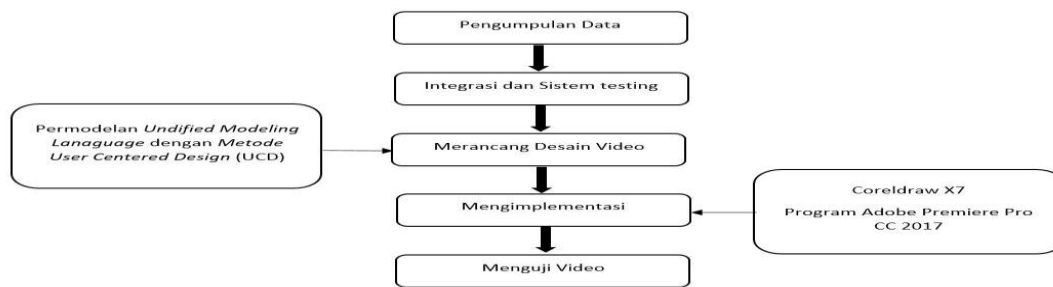 Pengumpulan Data
Integrasi dan Sistem testing
Permodelan Undified Modeling
Lanaguage dengan Metode
User Centered Design (UCD)
Merancang Desain Video
Mengimplementasi
Coreldraw X7
Program Adobe Premiere Pro
CC 2017
Menguji Video